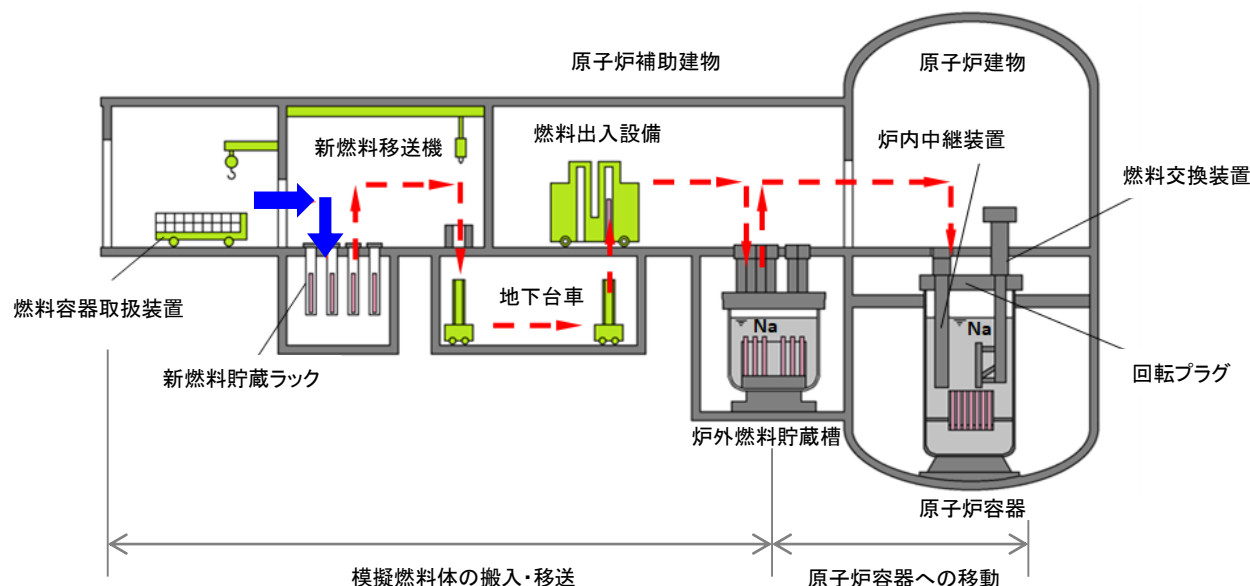 原子炉補助建物
原子炉建物
新燃料移送機
燃料出入設備
炉内中継装置
燃料交換装置
燃料容器取扱装置
地下台車
Na
Na
新燃料貯蔵ラック
回転プラグ
炉外燃料貯蔵槽
原子炉容器
模擬燃料体の搬入・移送
原子炉容器への移動